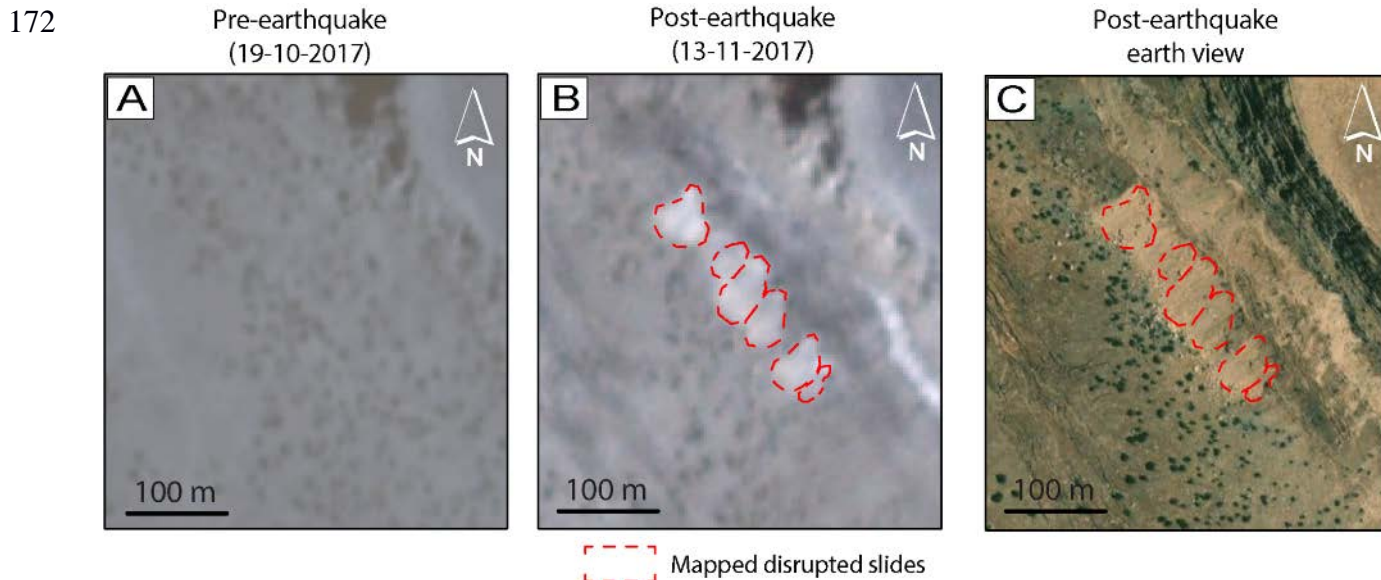 172
Pre-earthquake
(19-10-2017)
Post-earthquake
(13-11-2017)
Post-earthquake
earth view
A
N
100 m
B
N
100 m
C
N
100 m
Mapped disrupted slides